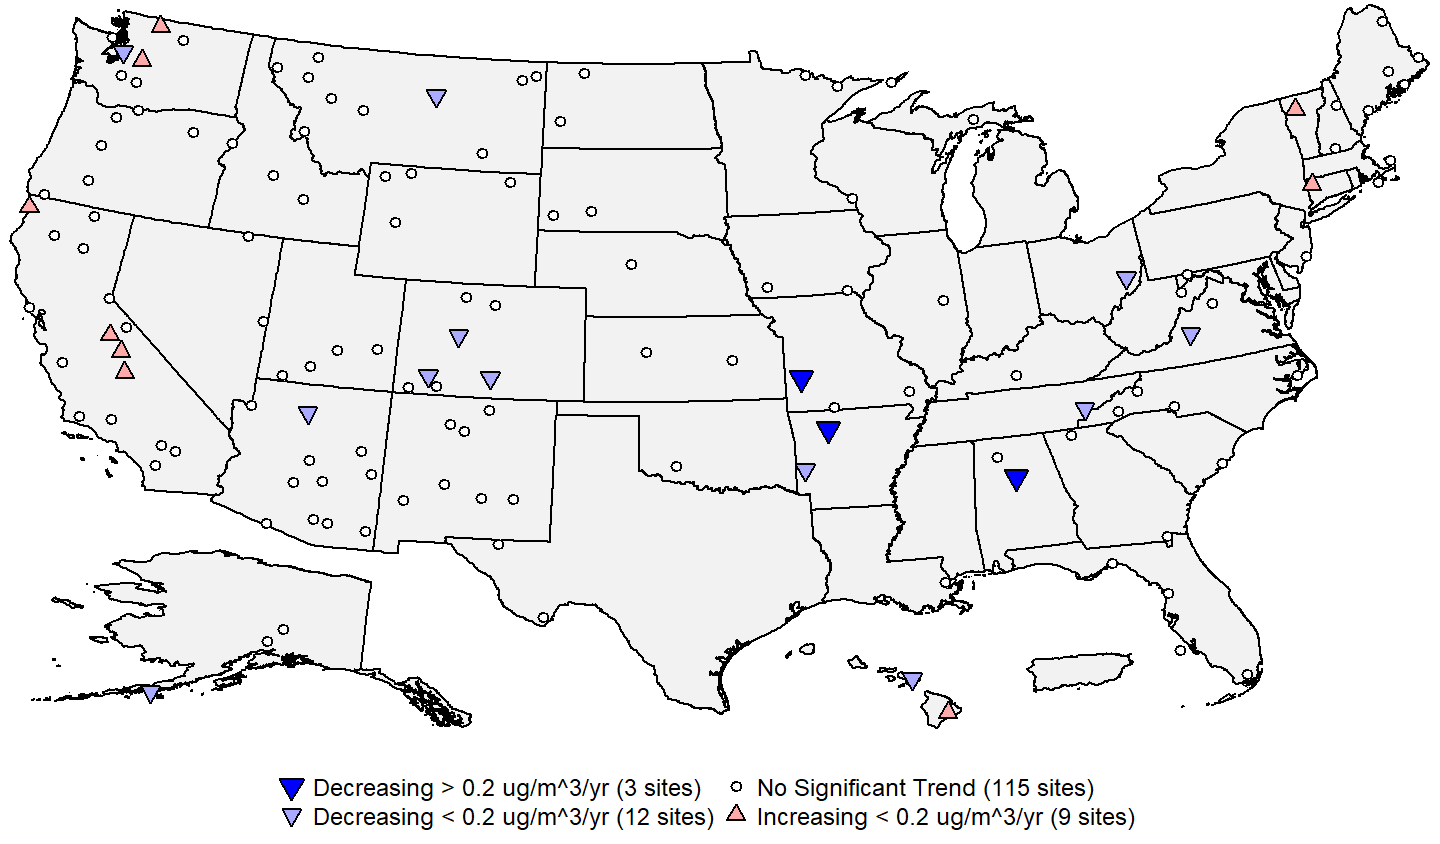 Decreasing > 0.2 ug/m^3/yr (3 sites)
No Significant Trend (115 sites)
Decreasing < 0.2 ug/m^3/yr (12 sites)
Increasing < 0.2 ug/m^3/yr (9 sites)